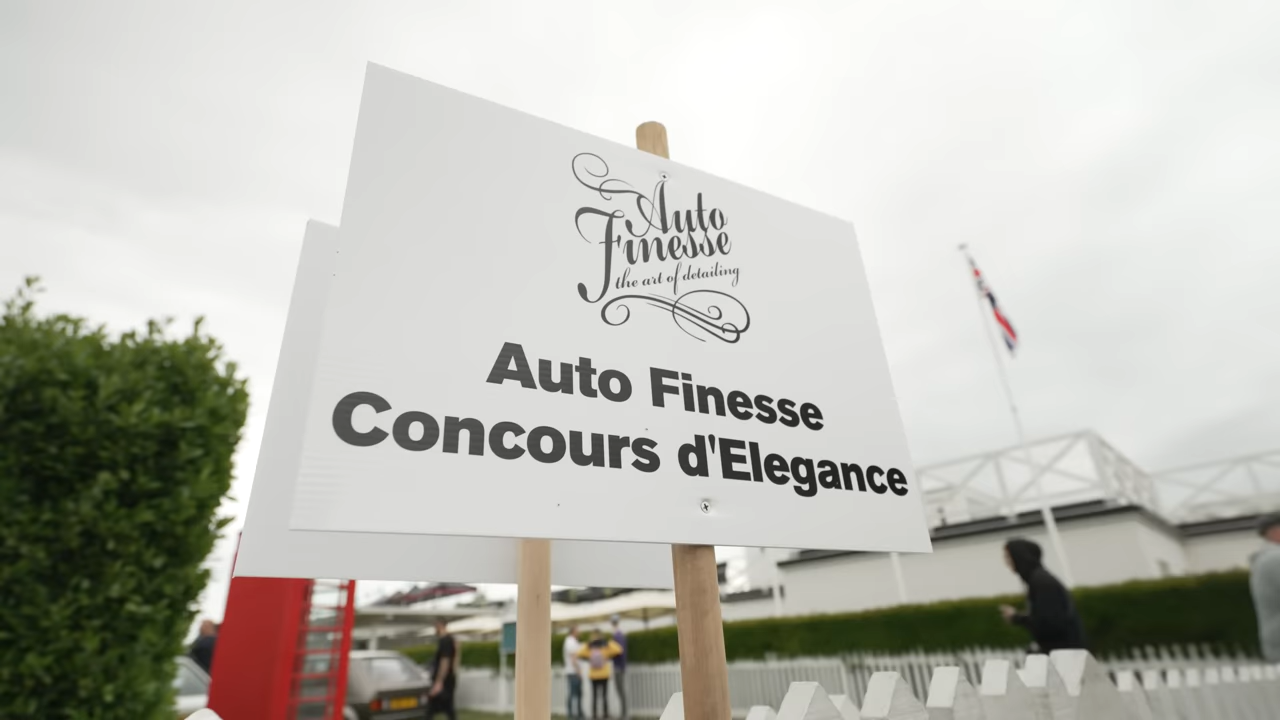 Auto
Finesse
the art of detailing
Auto Finesse
Concours d'Elegance